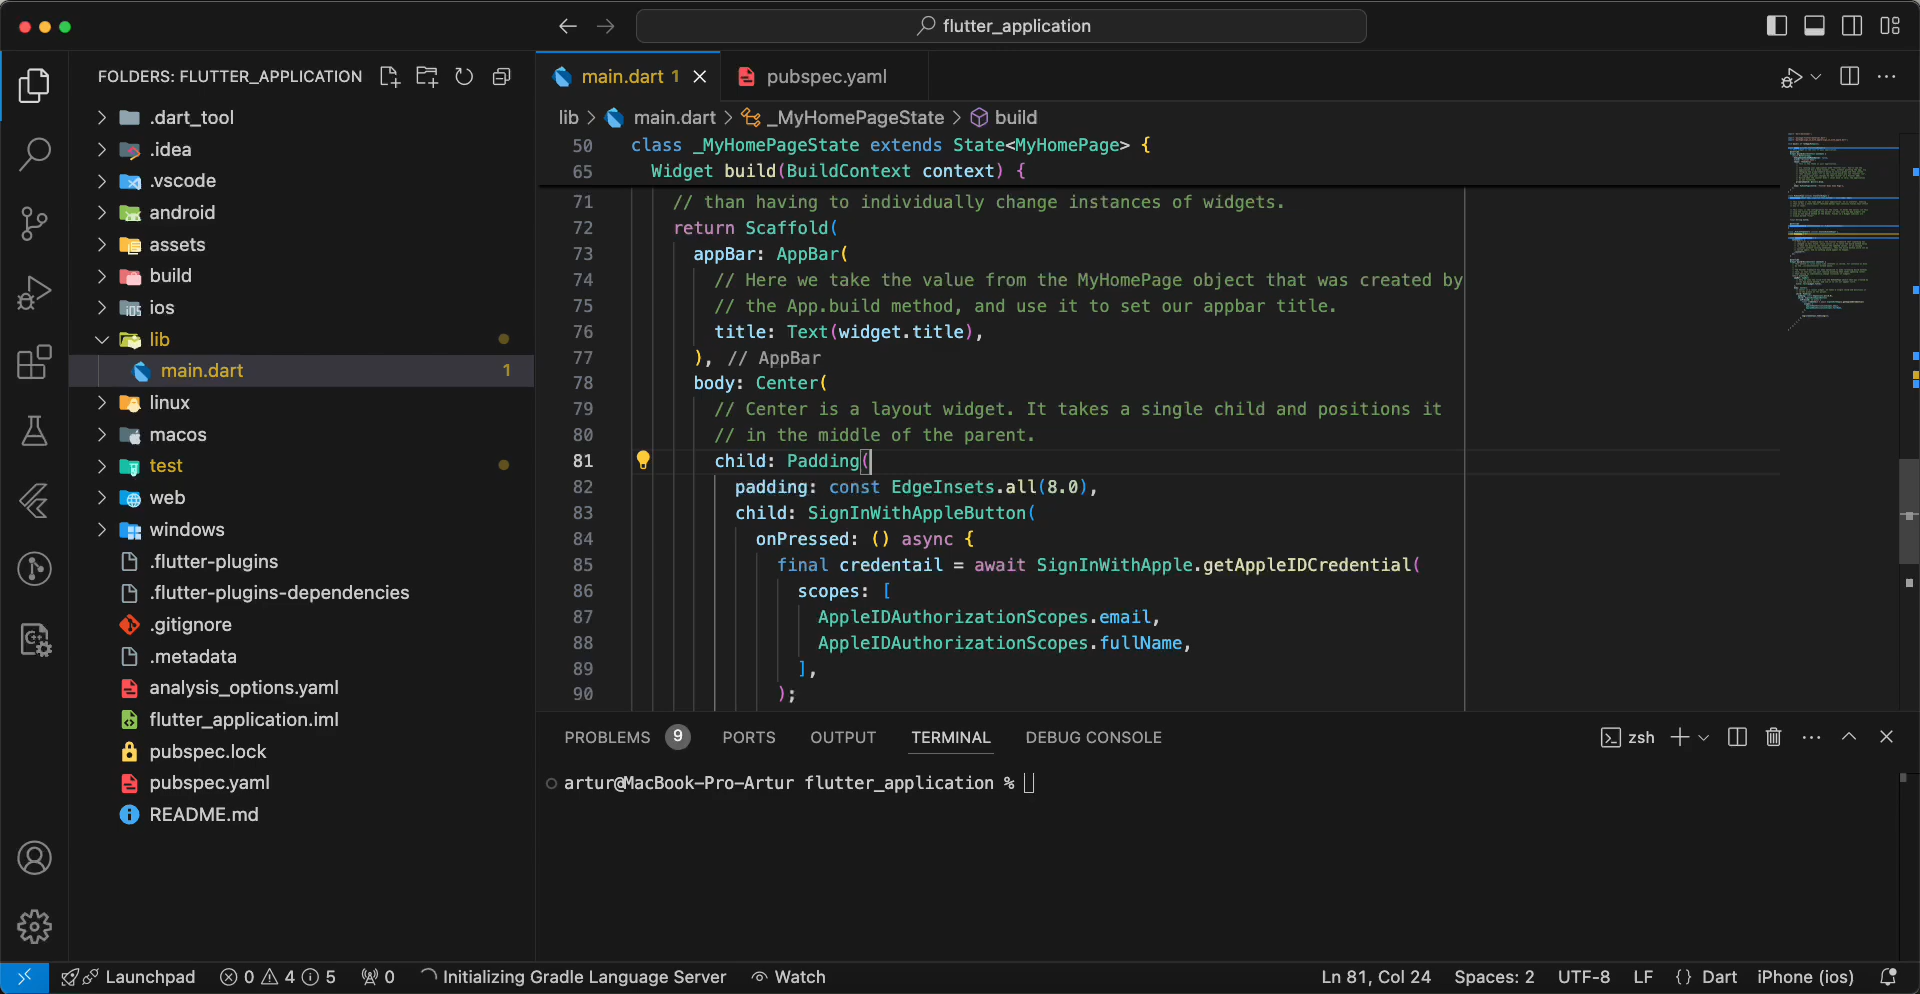 flutter_application
FOLDERS: FLUTTER_APPLICATION
.dart_tool
.idea
.vscode
android
assets
build
ios
lib
main.dart 1
linux
macos
test
web
windows
.flutter-plugins
.flutter-plugins-dependencies
.gitignore
.metadata
analysis_options.yaml
flutter_application.iml
pubspec.lock
pubspec.yaml
README.md
main.dart 1
pubspec.yaml
lib > main.dart > _MyHomePageState > build
50 class _MyHomePageState extends State<MyHomePage> {
65 Widget build(BuildContext context) {
71 // than having to individually change instances of widgets.
72 return Scaffold(
73 appBar: AppBar(
74 // Here we take the value from the MyHomePage object that was created by
75 // the App.build method, and use it to set our appbar title.
76 title: Text(widget.title),
77 ), // AppBar
78 body: Center(
79 // Center is a layout widget. It takes a single child and positions it
80 // in the middle of the parent.
81 child: Padding(
82 padding: const EdgeInsets.all(8.0),
83 child: SignInWithAppleButton(
84 onPressed: () async {
85 final credentail = await SignInWithApple.getAppleIDCredential(
86 scopes: [
87 AppleIDAuthorizationScopes.email,
88 AppleIDAuthorizationScopes.fullName,
89 ],
90 );
PROBLEMS 9 PORTS OUTPUT TERMINAL DEBUG CONSOLE zsh
artur@MacBook-Pro-Artur flutter_application %
Launchpad 0 4 5 0 Initializing Gradle Language Server Watch Ln 81, Col 24 Spaces: 2 UTF-8 LF {} Dart iPhone (ios)